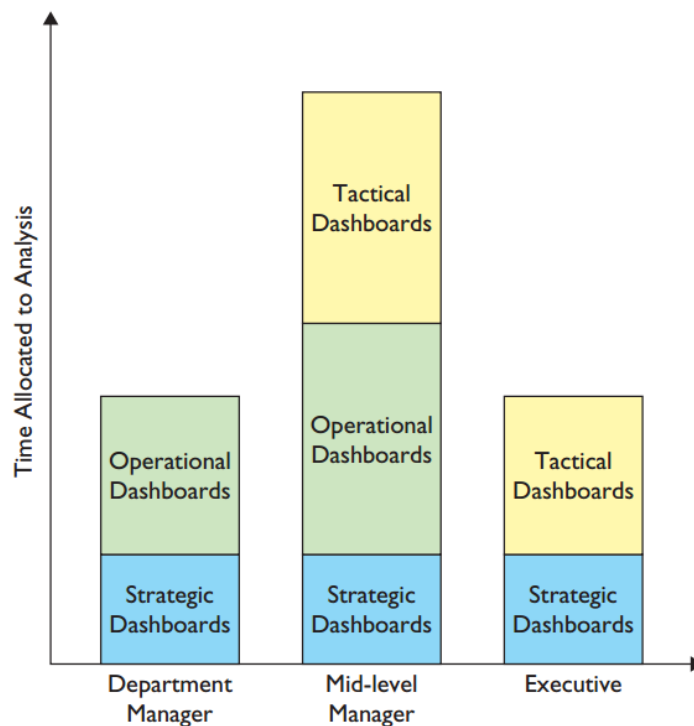 Time Allocated to Analysis
Tactical
Dashboards
Operational
Dashboards
Operational
Dashboards
Tactical
Dashboards
Strategic
Dashboards
Strategic
Dashboards
Strategic
Dashboards
Department
Manager
Mid-level
Manager
Executive